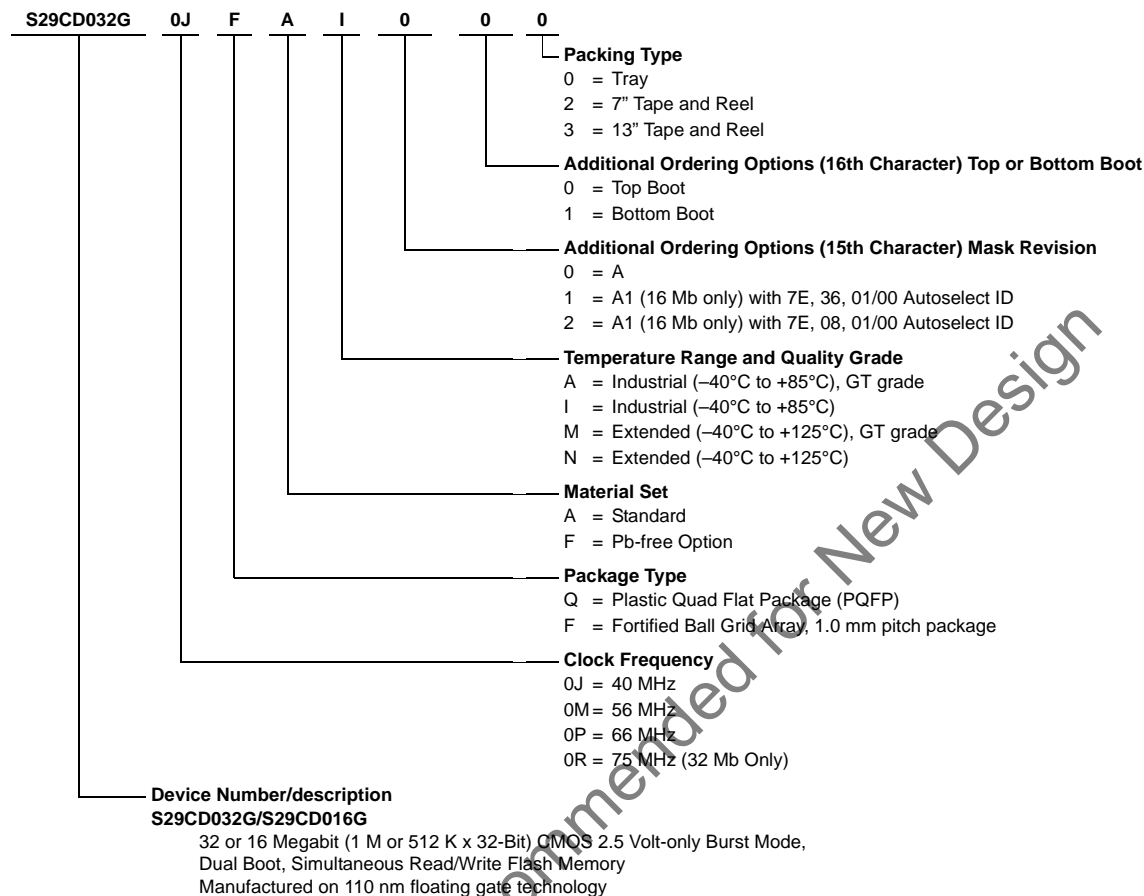 S29CD032G 0J F A I 0 0 0
Packing Type
0 = Tray
2 = 7” Tape and Reel
3 = 13” Tape and Reel
Additional Ordering Options (16th Character) Top or Bottom Boot
0 = Top Boot
1 = Bottom Boot
Additional Ordering Options (15th Character) Mask Revision
0 = A
1 = A1 (16 Mb only) with 7E, 36, 01/00 Autoselect ID
2 = A1 (16 Mb only) with 7E, 08, 01/00 Autoselect ID
Temperature Range and Quality Grade
A = Industrial (–40°C to +85°C), GT grade
I = Industrial (–40°C to +85°C)
M = Extended (–40°C to +125°C), GT grade
N = Extended (–40°C to +125°C)
Material Set
A = Standard
F = Pb-free Option
Package Type
Q = Plastic Quad Flat Package (PQFP)
F = Fortified Ball Grid Array, 1.0 mm pitch package
Clock Frequency
0J = 40 MHz
0M = 56 MHz
0P = 66 MHz
0R = 75 MHz (32 Mb Only)
Device Number/description
S29CD032G/S29CD016G
32 or 16 Megabit (1 M or 512 K x 32-Bit) CMOS 2.5 Volt-only Burst Mode,
Dual Boot, Simultaneous Read/Write Flash Memory
Manufactured on 110 nm floating gate technology
ommended for New Design